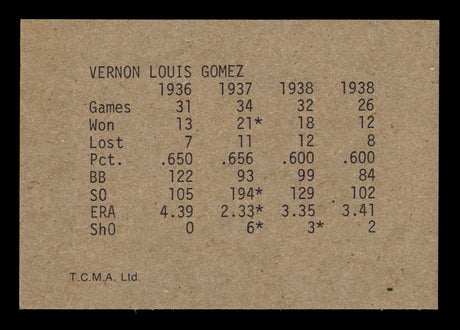 VERNON LOUIS GOMEZ
1936 1937 1938 1938
Games 31 34 32 26
Won 13 21* 18 12
Lost 7 11 12 8
Pct. .650 .656 .600 .600
BB 122 93 99 84
SO 105 194* 129 102
ERA 4.39 2.33* 3.35 3.41
ShO 0 6* 3* 2
T.C.M.A. Ltd.